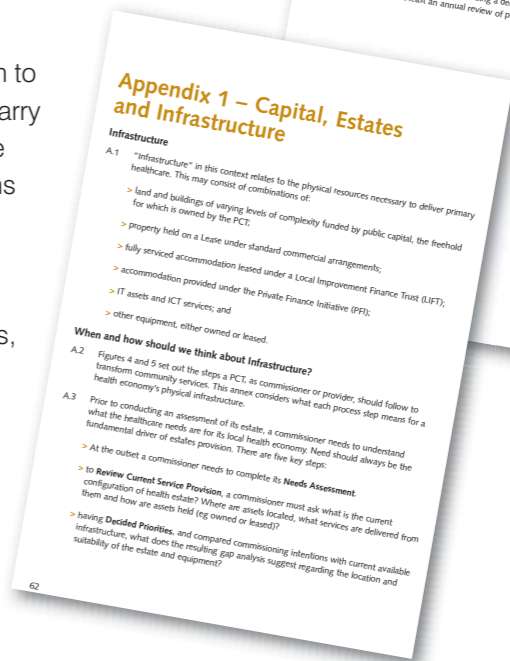 n to
arry
e
ns
s,
ast an annual review of p
Appendix 1 – Capital, Estates
and Infrastructure
Infrastructure
A.1 "Infrastructure" in this context relates to the physical resources necessary to deliver primary
healthcare. This may consist of combinations of:
> land and buildings of varying levels of complexity funded by public capital, the freehold
for which is owned by the PCT;
> property held on a Lease under standard commercial arrangements;
> fully serviced accommodation leased under a Local Improvement Finance Trust (LIFT);
> accommodation provided under the Private Finance Initiative (PFI);
> IT assets and ICT services; and
> other equipment, either owned or leased.
When and how should we think about Infrastructure?
A.2 Figures 4 and 5 set out the steps a PCT, as commissioner or provider, should follow to
transform community services. This annex considers what each process step means for a
health economy's physical infrastructure.
A.3 Prior to conducting an assessment of its estate, a commissioner needs to understand
what the healthcare needs are for its local health economy. Need should always be the
fundamental driver of estates provision. There are five key steps:
> At the outset a commissioner needs to complete its Needs Assessment.
> to Review Current Service Provision, a commissioner must ask what is the current
configuration of health estate? Where are assets located, what services are delivered from
them and how are assets held (eg owned or leased)?
> having Decided Priorities, and compared commissioning intentions with current available
infrastructure, what does the resulting gap analysis suggest regarding the location and
suitability of the estate and equipment?
62